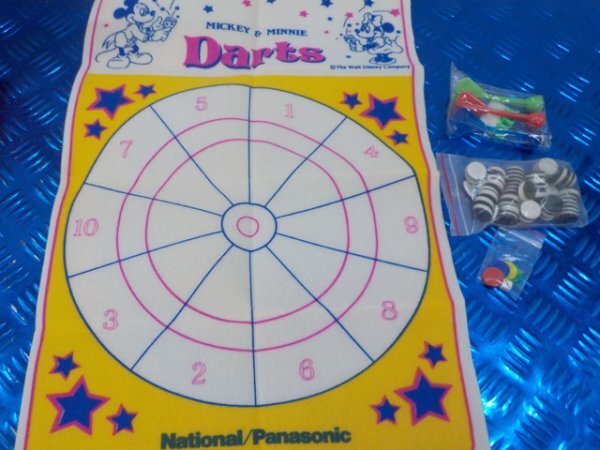 MICKEY & MINNIE
Darts
©The Walt Disney Company
5 1
7 4
10 9
3 8
2 6
National/Panasonic